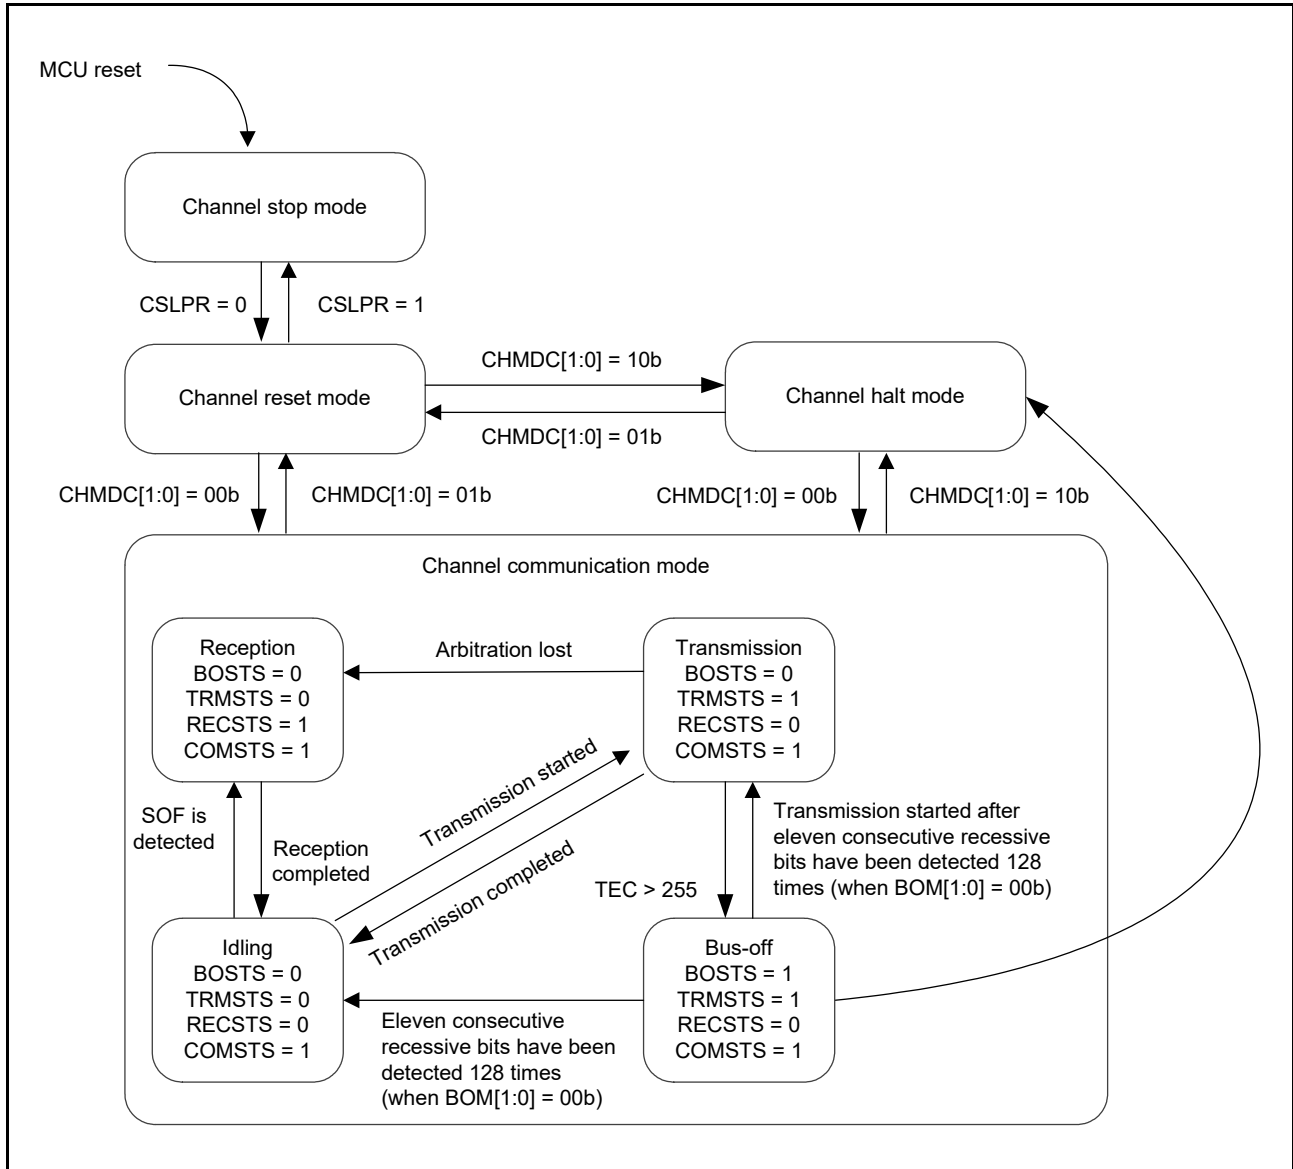 MCU reset
Channel stop mode
CSLPR = 0
CSLPR = 1
Channel reset mode
CHMDC[1:0] = 10b
CHMDC[1:0] = 01b
Channel halt mode
CHMDC[1:0] = 00b
CHMDC[1:0] = 01b
CHMDC[1:0] = 00b
CHMDC[1:0] = 10b
Channel communication mode
Reception
BOSTS = 0
TRMSTS = 0
RECSTS = 1
COMSTS = 1
Arbitration lost
Transmission
BOSTS = 0
TRMSTS = 1
RECSTS = 0
COMSTS = 1
SOF is
detected
Reception
completed
Transmission started
Transmission completed
TEC > 255
Transmission started after
eleven consecutive recessive
bits have been detected 128
times (when BOM[1:0] = 00b)
Idling
BOSTS = 0
TRMSTS = 0
RECSTS = 0
COMSTS = 1
Eleven consecutive
recessive bits have been
detected 128 times
(when BOM[1:0] = 00b)
Bus-off
BOSTS = 1
TRMSTS = 1
RECSTS = 0
COMSTS = 1